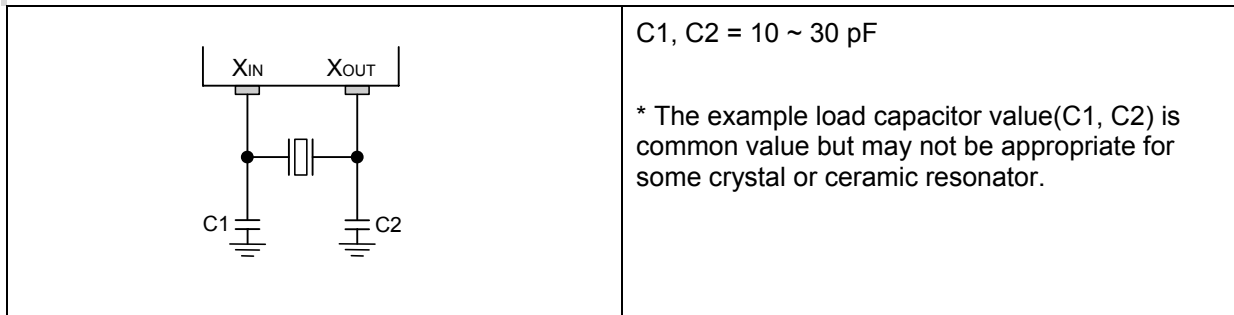 XIN XOUT
C1 C2
C1, C2 = 10 ~ 30 pF
* The example load capacitor value(C1, C2) is
common value but may not be appropriate for
some crystal or ceramic resonator.